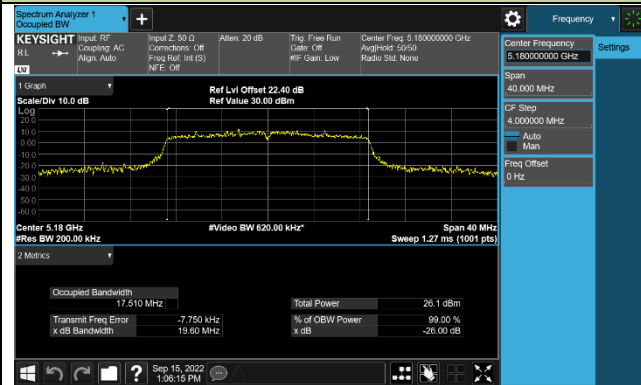 Spectrum Analyzer 1
Occupied BW
Frequency
KEYSIGHT
RL
LXI
Input: RF
Coupling: AC
Align: Auto
Input Z: 50 Ω
Corrections: Off
Freq Ref: Int (S)
NFE: Off
Atten: 20 dB
Trig: Free Run
Gate: Off
#IF Gain: Low
Center Freq: 5.180000000 GHz
Avg|Hold: 50/50
Radio Std: None
Center Frequency
5.180000000 GHz
Settings
Span
40.000 MHz
CF Step
4.000000 MHz
Auto
Man
Freq Offset
0 Hz
1 Graph
Scale/Div 10.0 dB
Ref Lvl Offset 22.40 dB
Ref Value 30.00 dBm
Log
20.0
10.0
0.00
-10.0
-20.0
-30.0
-40.0
-50.0
-60.0
Center 5.18 GHz
#Video BW 620.00 kHz*
Span 40 MHz
#Res BW 200.00 kHz
Sweep 1.27 ms (1001 pts)
2 Metrics
Occupied Bandwidth
17.510 MHz
Total Power
26.1 dBm
Transmit Freq Error
-7.750 kHz
% of OBW Power
99.00 %
x dB Bandwidth
19.60 MHz
x dB
-26.00 dB
Sep 15, 2022
1:06:15 PM